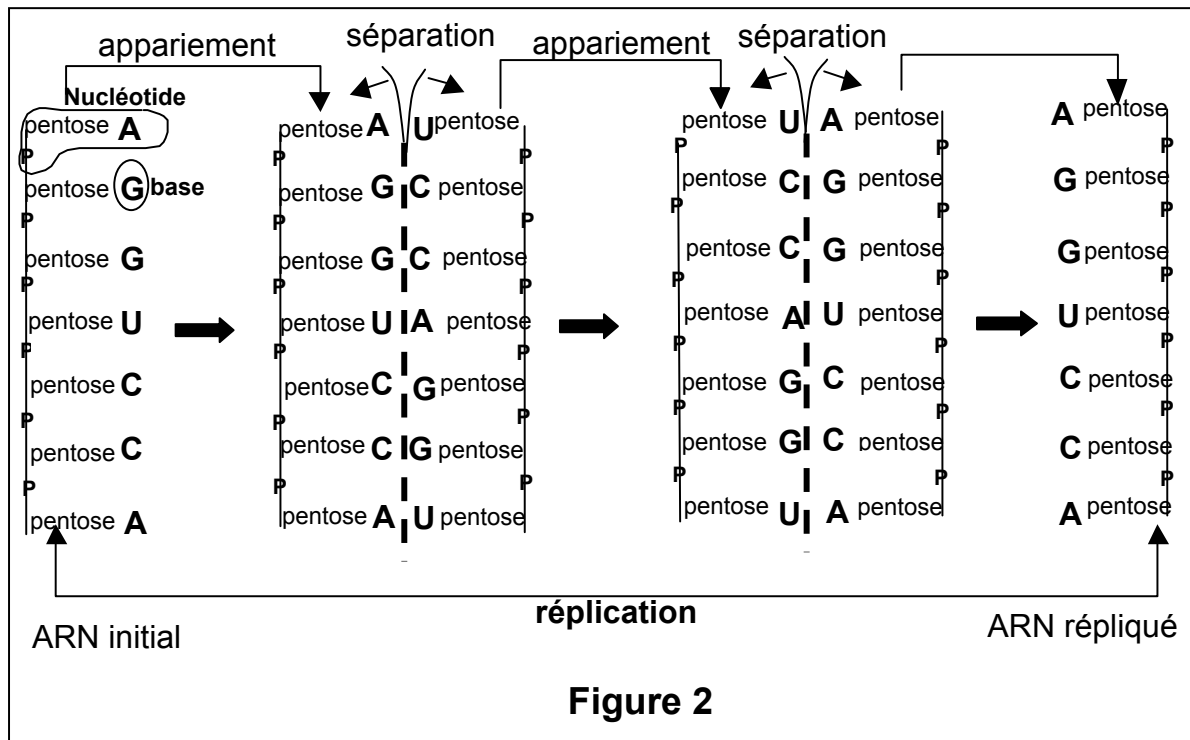 appariement séparation appariement séparation
Nucléotide
pentose A pentose A U pentose pentose U A pentose A pentose
P P P P P P
pentose G base pentose G C pentose pentose C G pentose G pentose
P P P P P P
pentose G pentose G C pentose pentose C G pentose G pentose
P P P P P P
pentose U pentose U A pentose pentose A U pentose U pentose
P P P P P P
pentose C pentose C G pentose pentose G C pentose C pentose
P P P P P P
pentose C pentose C G pentose pentose G C pentose C pentose
P P P P P P
pentose A pentose A U pentose pentose U A pentose A pentose
réplication
ARN initial ARN répliqué
Figure 2